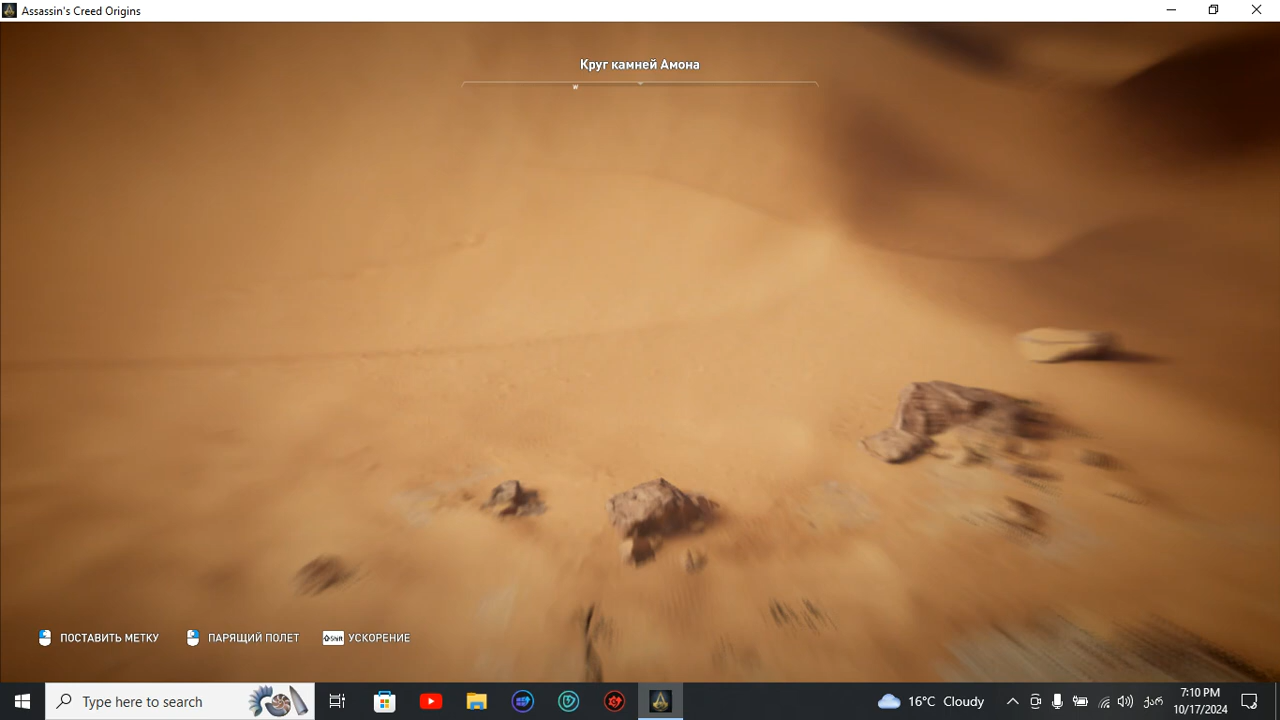 Assassin's Creed Origins
Круг камней Амона
W
ПОСТАВИТЬ МЕТКУ
ПАРЯЩИЙ ПОЛЕТ
УСКОРЕНИЕ
Type here to search
16°C Cloudy
ქარ
7:10 PM
10/17/2024